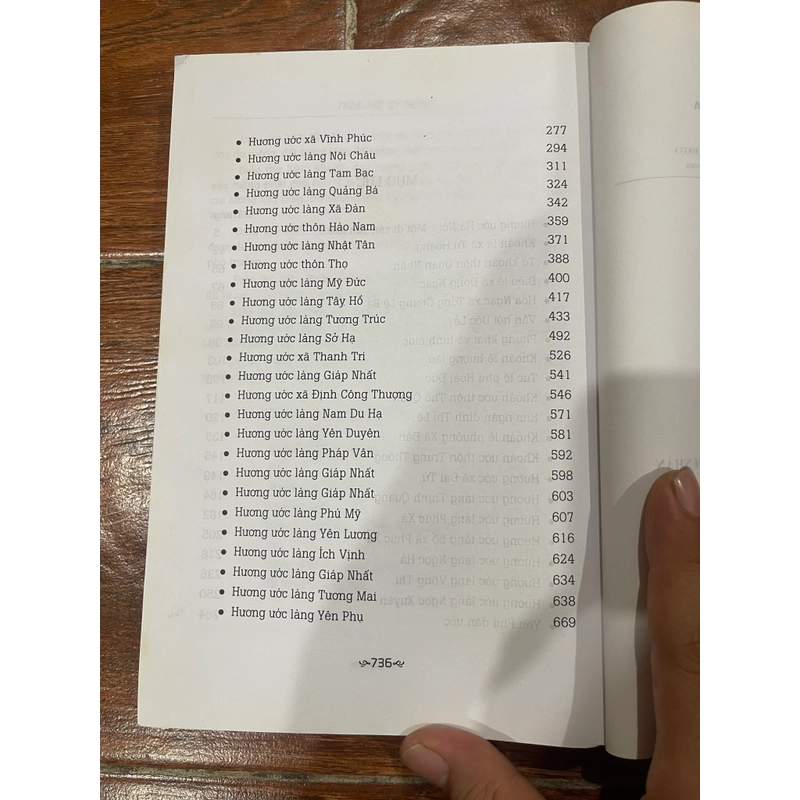 Hương ước xã Vĩnh Phúc 277
Hương ước làng Nội Châu 294
Hương ước làng Tam Bạc 311
Hương ước làng Quảng Bá 324
Hương ước làng Xã Đàn 342
Hương ước thôn Hảo Nam 359
Hương ước làng Nhật Tân 371
Hương ước thôn Thọ 388
Hương ước làng Mỹ Đức 400
Hương ước làng Tây Hồ 417
Hương ước làng Tương Trúc 433
Hương ước làng Sở Hạ 492
Hương ước xã Thanh Trì 526
Hương ước làng Giáp Nhất 541
Hương ước xã Định Công Thượng 546
Hương ước làng Nam Du Hạ 571
Hương ước làng Yên Duyên 581
Hương ước làng Pháp Vân 592
Hương ước làng Giáp Nhất 598
Hương ước làng Giáp Nhất 603
Hương ước làng Phú Mỹ 607
Hương ước làng Yên Lương 616
Hương ước làng Ích Vịnh 624
Hương ước làng Giáp Nhất 634
Hương ước làng Tương Mai 638
Hương ước làng Yên Phụ 669
736